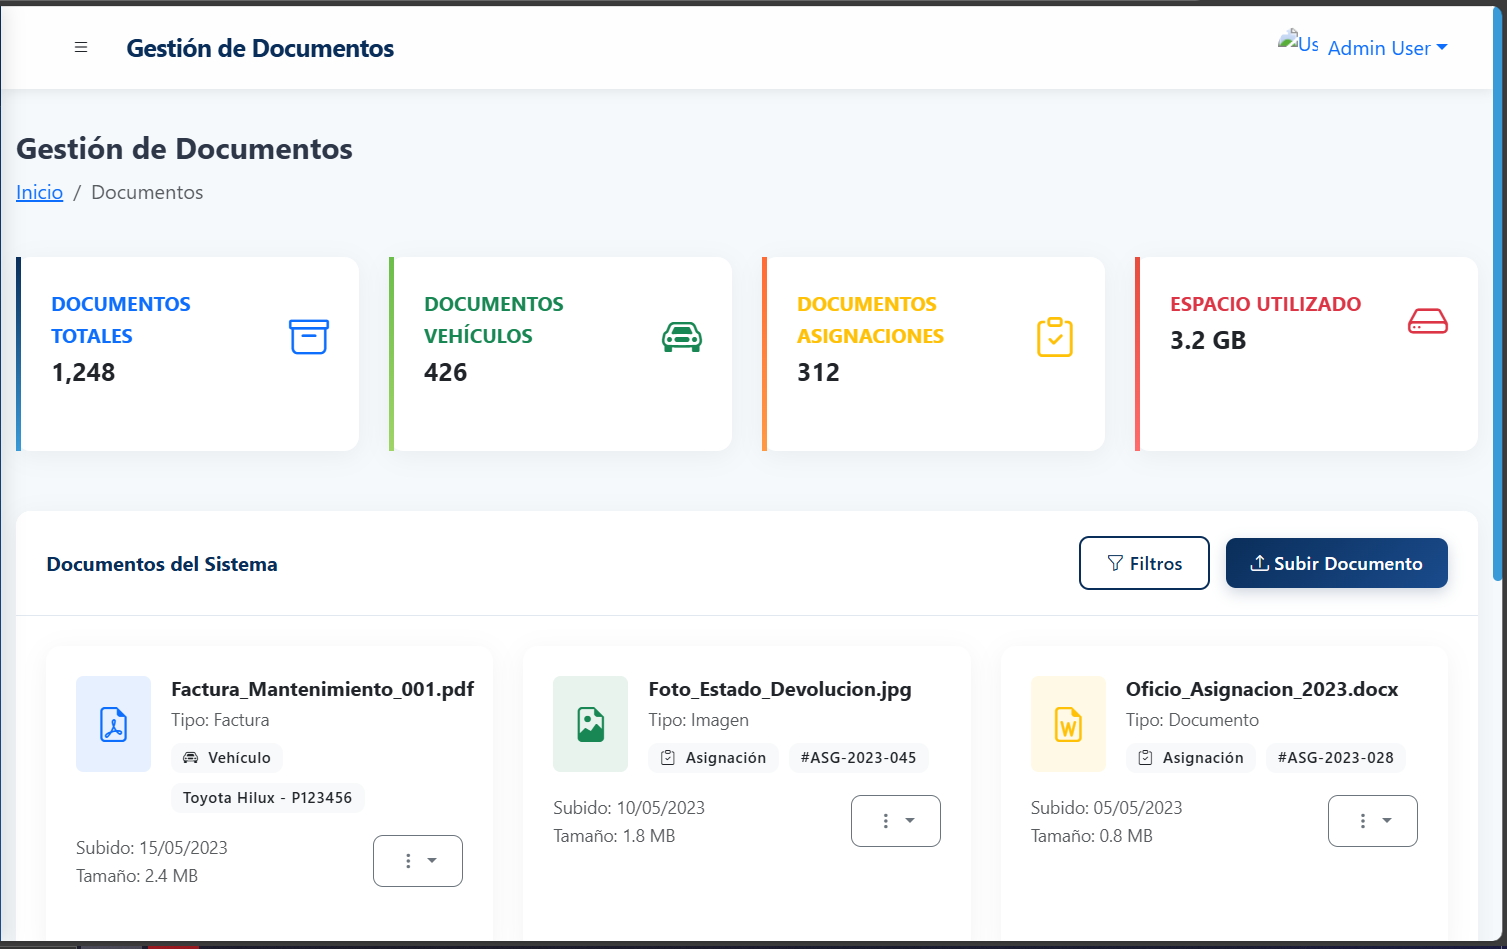 Gestión de Documentos
Us Admin User
Gestión de Documentos
Inicio / Documentos
DOCUMENTOS
TOTALES
1,248
DOCUMENTOS
VEHÍCULOS
426
DOCUMENTOS
ASIGNACIONES
312
ESPACIO UTILIZADO
3.2 GB
Documentos del Sistema
Filtros
Subir Documento
Factura_Mantenimiento_001.pdf
Tipo: Factura
Vehículo
Toyota Hilux - P123456
Subido: 15/05/2023
Tamaño: 2.4 MB
Foto_Estado_Devolucion.jpg
Tipo: Imagen
Asignación #ASG-2023-045
Subido: 10/05/2023
Tamaño: 1.8 MB
Oficio_Asignacion_2023.docx
Tipo: Documento
Asignación #ASG-2023-028
Subido: 05/05/2023
Tamaño: 0.8 MB